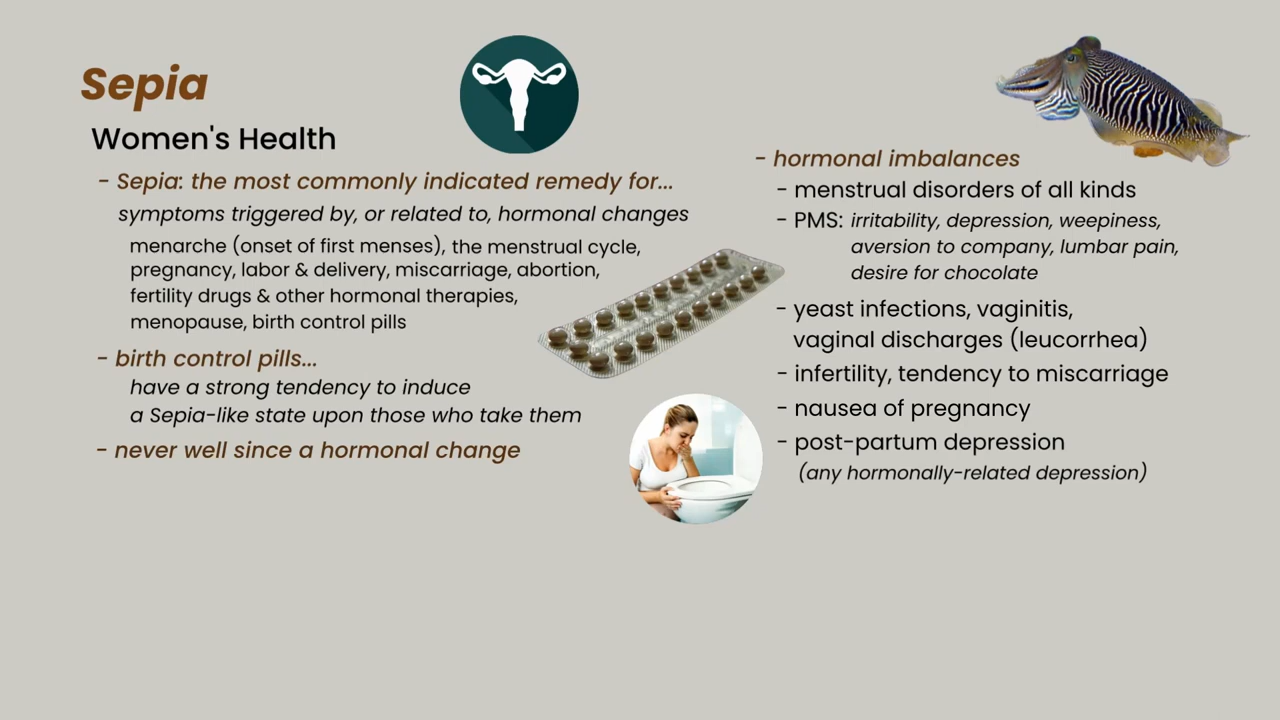 Sepia
Women's Health
- Sepia: the most commonly indicated remedy for...
symptoms triggered by, or related to, hormonal changes
menarche (onset of first menses), the menstrual cycle,
pregnancy, labor & delivery, miscarriage, abortion,
fertility drugs & other hormonal therapies,
menopause, birth control pills
- birth control pills...
have a strong tendency to induce
a Sepia-like state upon those who take them
- never well since a hormonal change
- hormonal imbalances
- menstrual disorders of all kinds
- PMS: irritability, depression, weepiness,
aversion to company, lumbar pain,
desire for chocolate
- yeast infections, vaginitis,
vaginal discharges (leucorrhea)
- infertility, tendency to miscarriage
- nausea of pregnancy
- post-partum depression
(any hormonally-related depression)